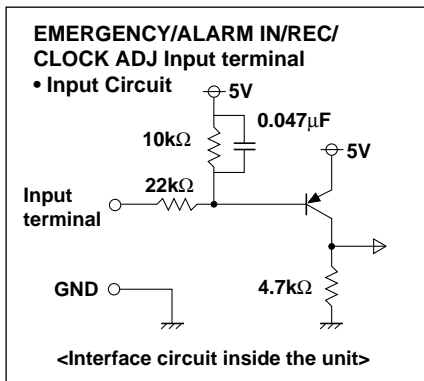 EMERGENCY/ALARM IN/REC/
CLOCK ADJ Input terminal
• Input Circuit
5V
0.047μF
10kΩ
5V
22kΩ
Input
terminal
GND
4.7kΩ
<Interface circuit inside the unit>